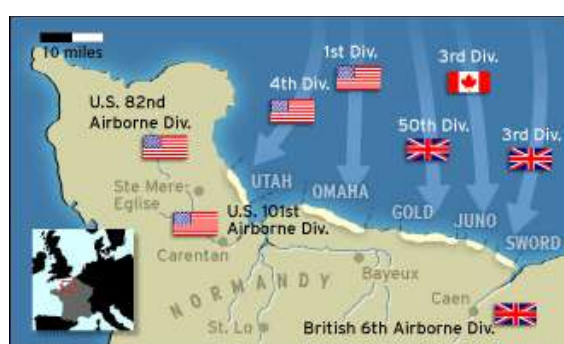 10 miles
1st Div.
3rd Div.
4th Div.
U.S. 82nd
Airborne Div.
50th Div.
3rd Div.
UTAH
OMAHA
GOLD
JUNO
SWORD
Ste Mere-
Eglise
U.S. 101st
Airborne Div.
Carentan
NORMANDY
Bayeux
Caen
St. Lo
British 6th Airborne Div.